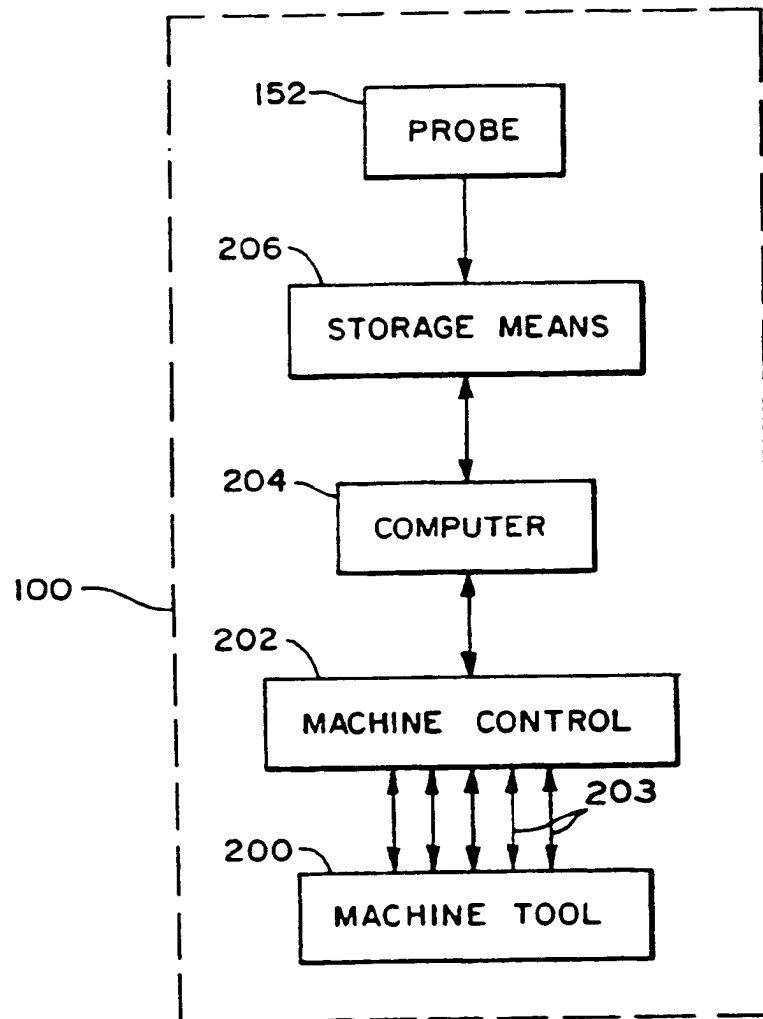 152
PROBE
206
STORAGE MEANS
204
COMPUTER
100
202
MACHINE CONTROL
203
200
MACHINE TOOL